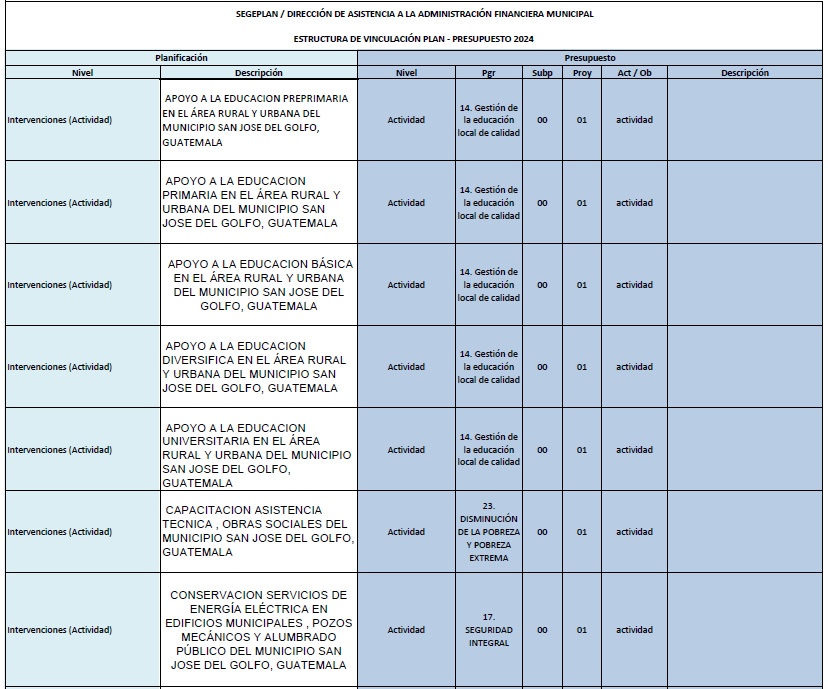 SEGEPLAN / DIRECCIÓN DE ASISTENCIA A LA ADMINISTRACIÓN FINANCIERA MUNICIPAL
ESTRUCTURA DE VINCULACIÓN PLAN - PRESUPUESTO 2024
Planificación
Presupuesto
Nivel
Descripción
Nivel
Pgr
Subp
Proy
Act / Ob
Descripción
Intervenciones (Actividad)
APOYO A LA EDUCACION PREPRIMARIA
EN EL ÁREA RURAL Y URBANA DEL
MUNICIPIO SAN JOSE DEL GOLFO,
GUATEMALA
Actividad
14. Gestión de
la educación
local de calidad
00
01
actividad
Intervenciones (Actividad)
APOYO A LA EDUCACION
PRIMARIA EN EL ÁREA RURAL Y
URBANA DEL MUNICIPIO SAN
JOSE DEL GOLFO, GUATEMALA
Actividad
14. Gestión de
la educación
local de calidad
00
01
actividad
Intervenciones (Actividad)
APOYO A LA EDUCACION BÁSICA
EN EL ÁREA RURAL Y URBANA
DEL MUNICIPIO SAN JOSE DEL
GOLFO, GUATEMALA
Actividad
14. Gestión de
la educación
local de calidad
00
01
actividad
Intervenciones (Actividad)
APOYO A LA EDUCACION
DIVERSIFICA EN EL ÁREA RURAL
Y URBANA DEL MUNICIPIO SAN
JOSE DEL GOLFO, GUATEMALA
Actividad
14. Gestión de
la educación
local de calidad
00
01
actividad
Intervenciones (Actividad)
APOYO A LA EDUCACION
UNIVERSITARIA EN EL ÁREA
RURAL Y URBANA DEL MUNICIPIO
SAN JOSE DEL GOLFO,
GUATEMALA
Actividad
14. Gestión de
la educación
local de calidad
00
01
actividad
Intervenciones (Actividad)
CAPACITACION ASISTENCIA
TECNICA , OBRAS SOCIALES DEL
MUNICIPIO SAN JOSE DEL GOLFO,
GUATEMALA
Actividad
23.
DISMINUCIÓN
DE LA POBREZA
Y POBREZA
EXTREMA
00
01
actividad
Intervenciones (Actividad)
CONSERVACION SERVICIOS DE
ENERGÍA ELÉCTRICA EN
EDIFICIOS MUNICIPALES , POZOS
MECÁNICOS Y ALUMBRADO
PÚBLICO DEL MUNICIPIO SAN
JOSE DEL GOLFO, GUATEMALA
Actividad
17.
SEGURIDAD
INTEGRAL
00
01
actividad